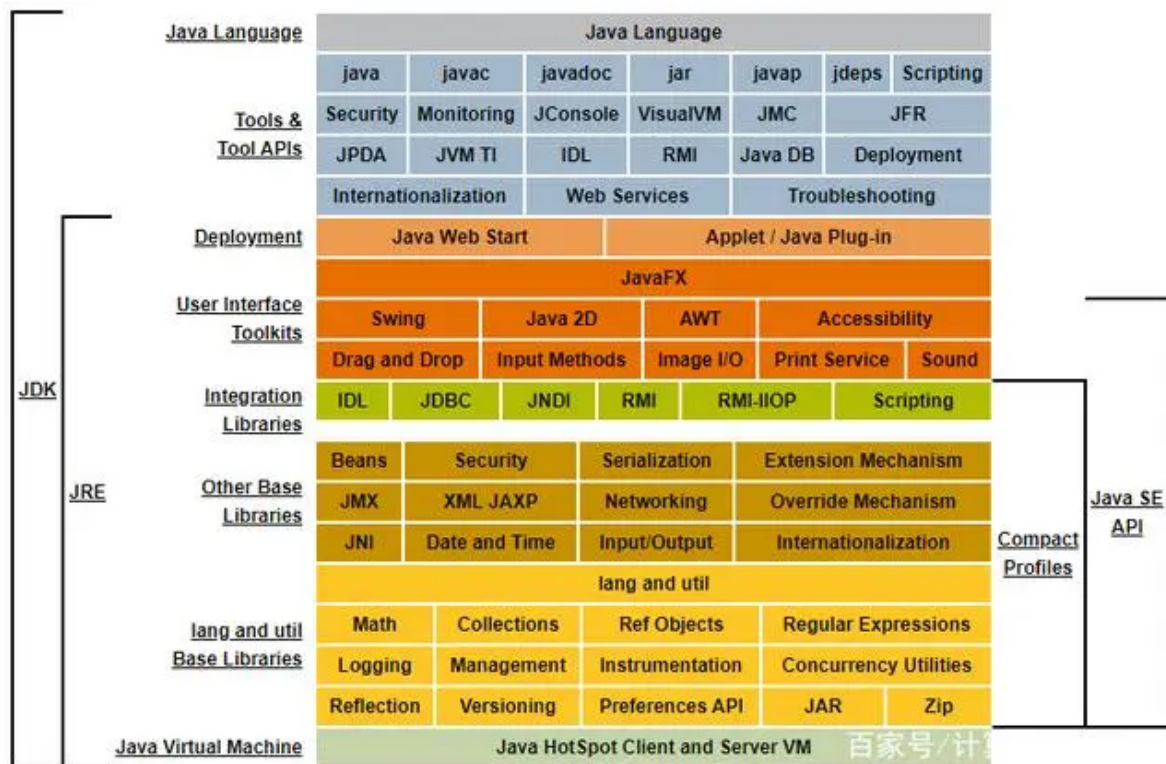 Java Language Java Language
java javac javadoc jar javap jdeps Scripting
Tools & Security Monitoring JConsole VisualVM JMC JFR
Tool APIs JPDA JVM TI IDL RMI Java DB Deployment
Internationalization Web Services Troubleshooting
Deployment Java Web Start Applet / Java Plug-in
JavaFX
User Interface
Toolkits
Swing Java 2D AWT Accessibility
Drag and Drop Input Methods Image I/O Print Service Sound
JDK
Integration
Libraries
IDL JDBC JNDI RMI RMI-IIOP Scripting
JRE
Other Base
Libraries
Beans Security Serialization Extension Mechanism
JMX XML JAXP Networking Override Mechanism
JNI Date and Time Input/Output Internationalization
Java SE
API
Compact
Profiles
lang and util
lang and util
Base Libraries
Math Collections Ref Objects Regular Expressions
Logging Management Instrumentation Concurrency Utilities
Reflection Versioning Preferences API JAR Zip
Java Virtual Machine Java HotSpot Client and Server VM
百家号/计